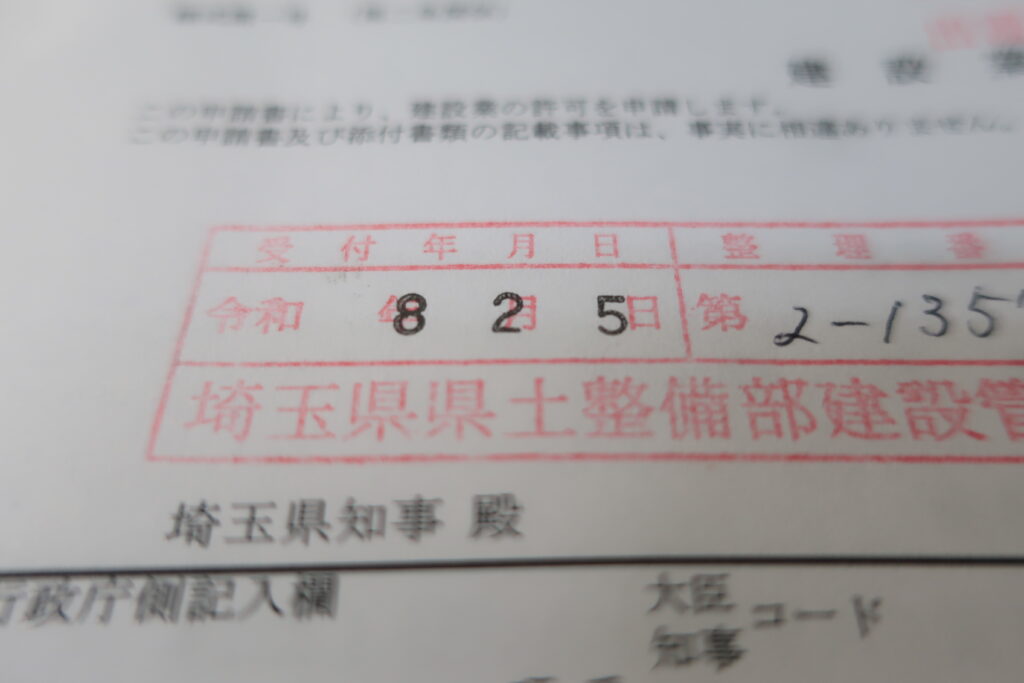 建設業
この申請書により、建設業の許可を申請します。
この申請書及び添付書類の記載事項は、事実に相違ありません。
受付年月日 整理番
令和 8年 2月 5日 第 2-135
埼玉県県土整備部建設管
埼玉県知事 殿
行政庁側記入欄 大臣 コード
知事